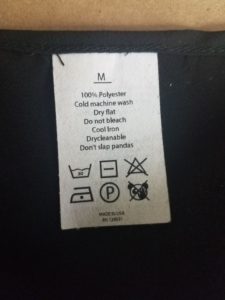 M
100% Polyester
Cold machine wash
Dry flat
Do not bleach
Cool Iron
Drycleanable
Don't slap pandas
30
P
MADE IN USA